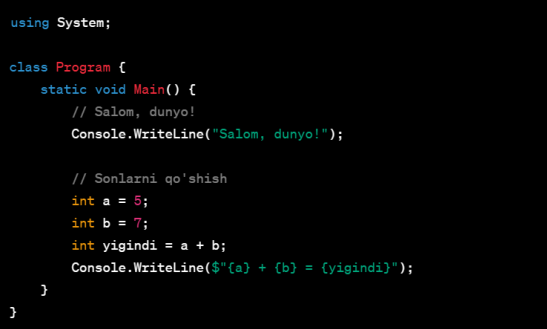 using System;

class Program {
    static void Main() {
        // Salom, dunyo!
        Console.WriteLine("Salom, dunyo!");

        // Sonlarni qo'shish
        int a = 5;
        int b = 7;
        int yigindi = a + b;
        Console.WriteLine($"{a} + {b} = {yigindi}");
    }
}